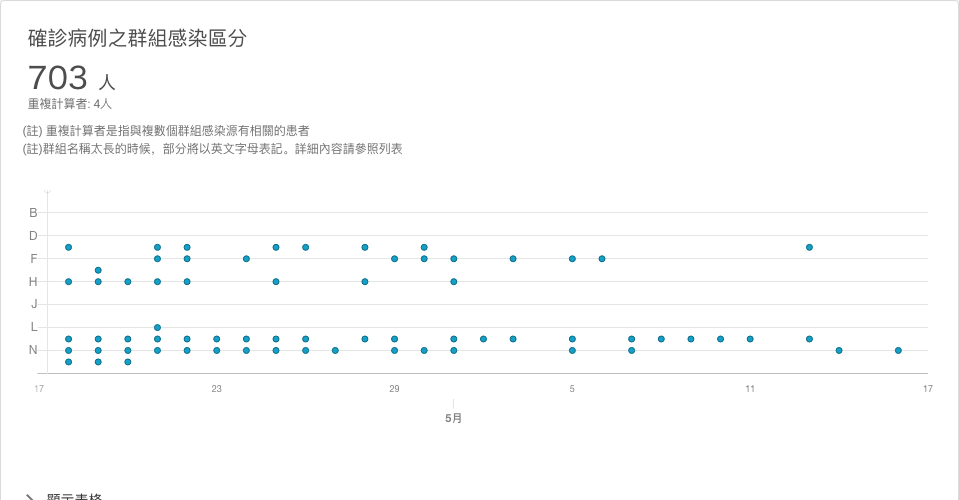 確診病例之群組感染區分
703 人
重複計算者: 4人
(註) 重複計算者是指與複數個群組感染源有相關的患者
(註)群組名稱太長的時候，部分將以英文字母表記。詳細內容請參照列表
B
D
F
H
J
L
N
17 23 29 5 11 17
5月
顯示表格